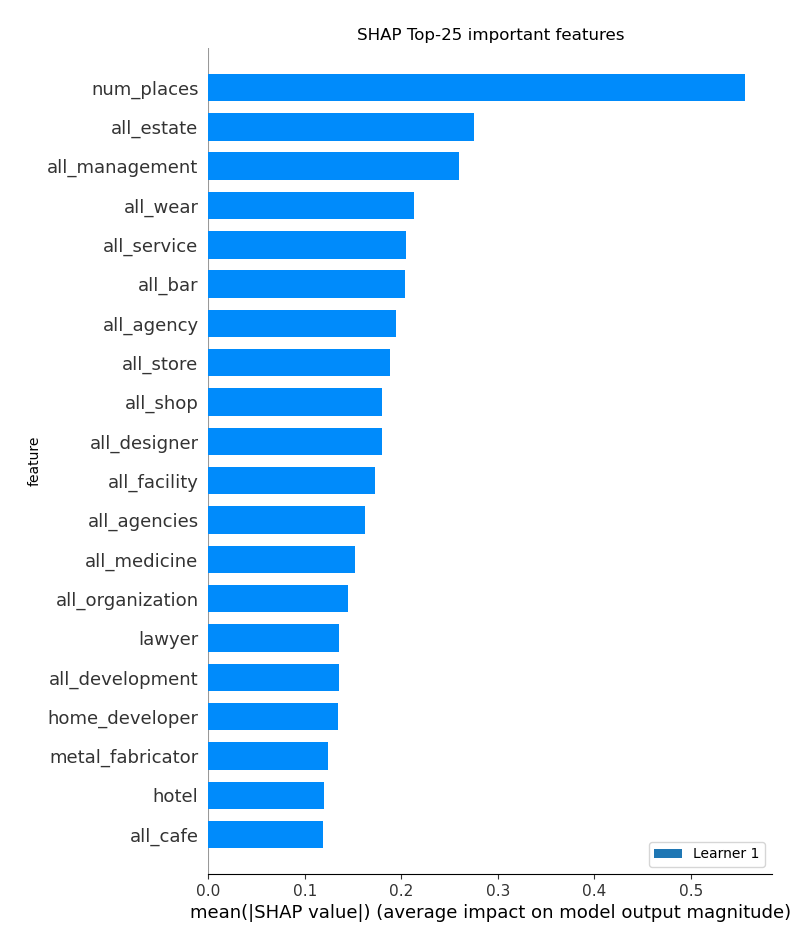 SHAP Top-25 important features
feature
num_places
all_estate
all_management
all_wear
all_service
all_bar
all_agency
all_store
all_shop
all_designer
all_facility
all_agencies
all_medicine
all_organization
lawyer
all_development
home_developer
metal_fabricator
hotel
all_cafe
Learner 1
0.0 0.1 0.2 0.3 0.4 0.5
mean(|SHAP value|) (average impact on model output magnitude)